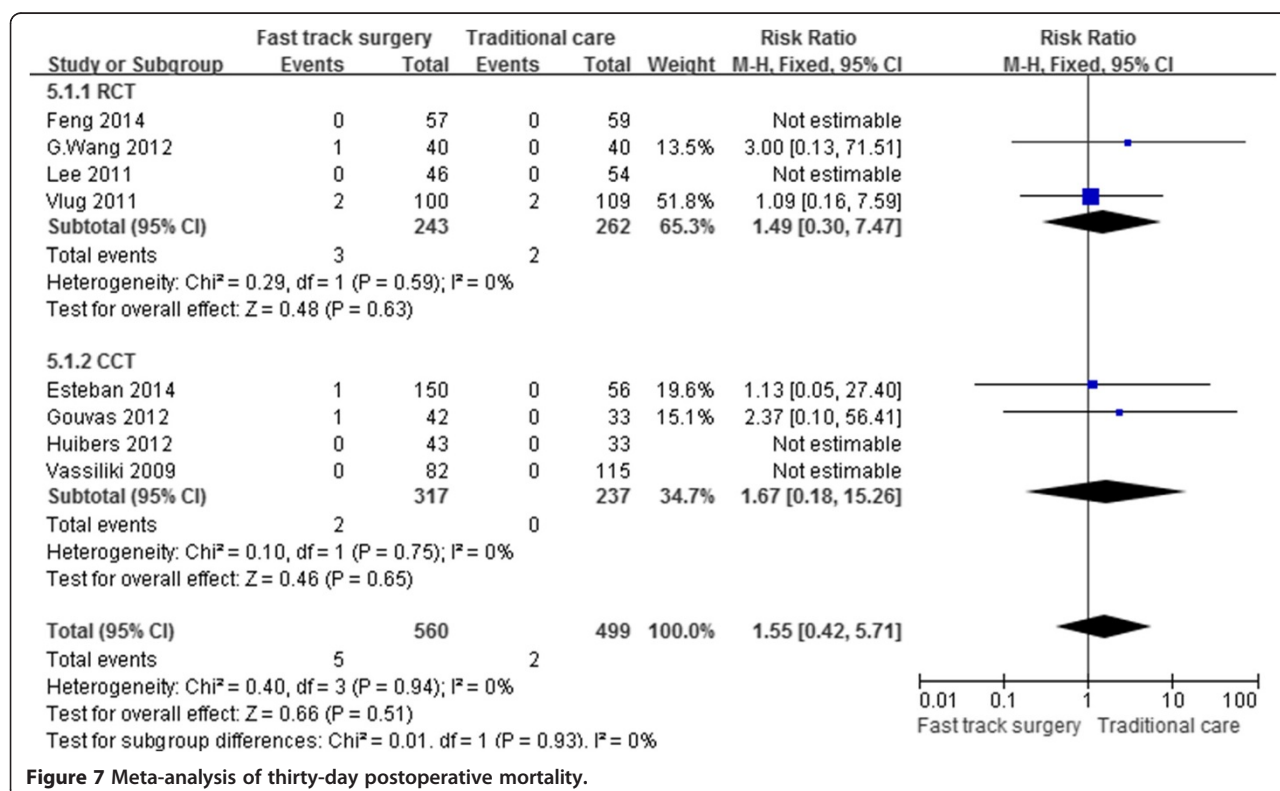 Fast track surgery Traditional care Risk Ratio Risk Ratio
Study or Subgroup Events Total Events Total Weight M-H, Fixed, 95% CI M-H, Fixed, 95% CI
5.1.1 RCT
Feng 2014 0 57 0 59 Not estimable
G.Wang 2012 1 40 0 40 13.5% 3.00 [0.13, 71.51]
Lee 2011 0 46 0 54 Not estimable
Vlug 2011 2 100 2 109 51.8% 1.09 [0.16, 7.59]
Subtotal (95% CI) 243 262 65.3% 1.49 [0.30, 7.47]
Total events 3 2
Heterogeneity: Chi² = 0.29, df = 1 (P = 0.59); I² = 0%
Test for overall effect: Z = 0.48 (P = 0.63)
5.1.2 CCT
Esteban 2014 1 150 0 56 19.6% 1.13 [0.05, 27.40]
Gouvas 2012 1 42 0 33 15.1% 2.37 [0.10, 56.41]
Huibers 2012 0 43 0 33 Not estimable
Vassiliki 2009 0 82 0 115 Not estimable
Subtotal (95% CI) 317 237 34.7% 1.67 [0.18, 15.26]
Total events 2 0
Heterogeneity: Chi² = 0.10, df = 1 (P = 0.75); I² = 0%
Test for overall effect: Z = 0.46 (P = 0.65)
Total (95% CI) 560 499 100.0% 1.55 [0.42, 5.71]
Total events 5 2
Heterogeneity: Chi² = 0.40, df = 3 (P = 0.94); I² = 0%
Test for overall effect: Z = 0.66 (P = 0.51)
Test for subgroup differences: Chi² = 0.01. df = 1 (P = 0.93). I² = 0%
0.01 0.1 1 10 100
Fast track surgery Traditional care
Figure 7 Meta-analysis of thirty-day postoperative mortality.